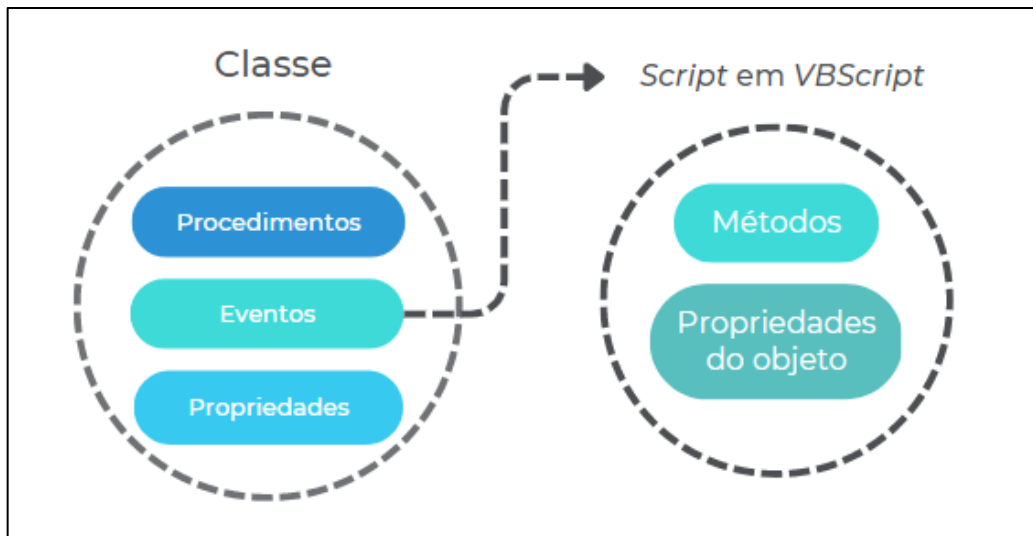 Classe
Procedimentos
Eventos
Propriedades
Script em VBScript
Métodos
Propriedades
do objeto